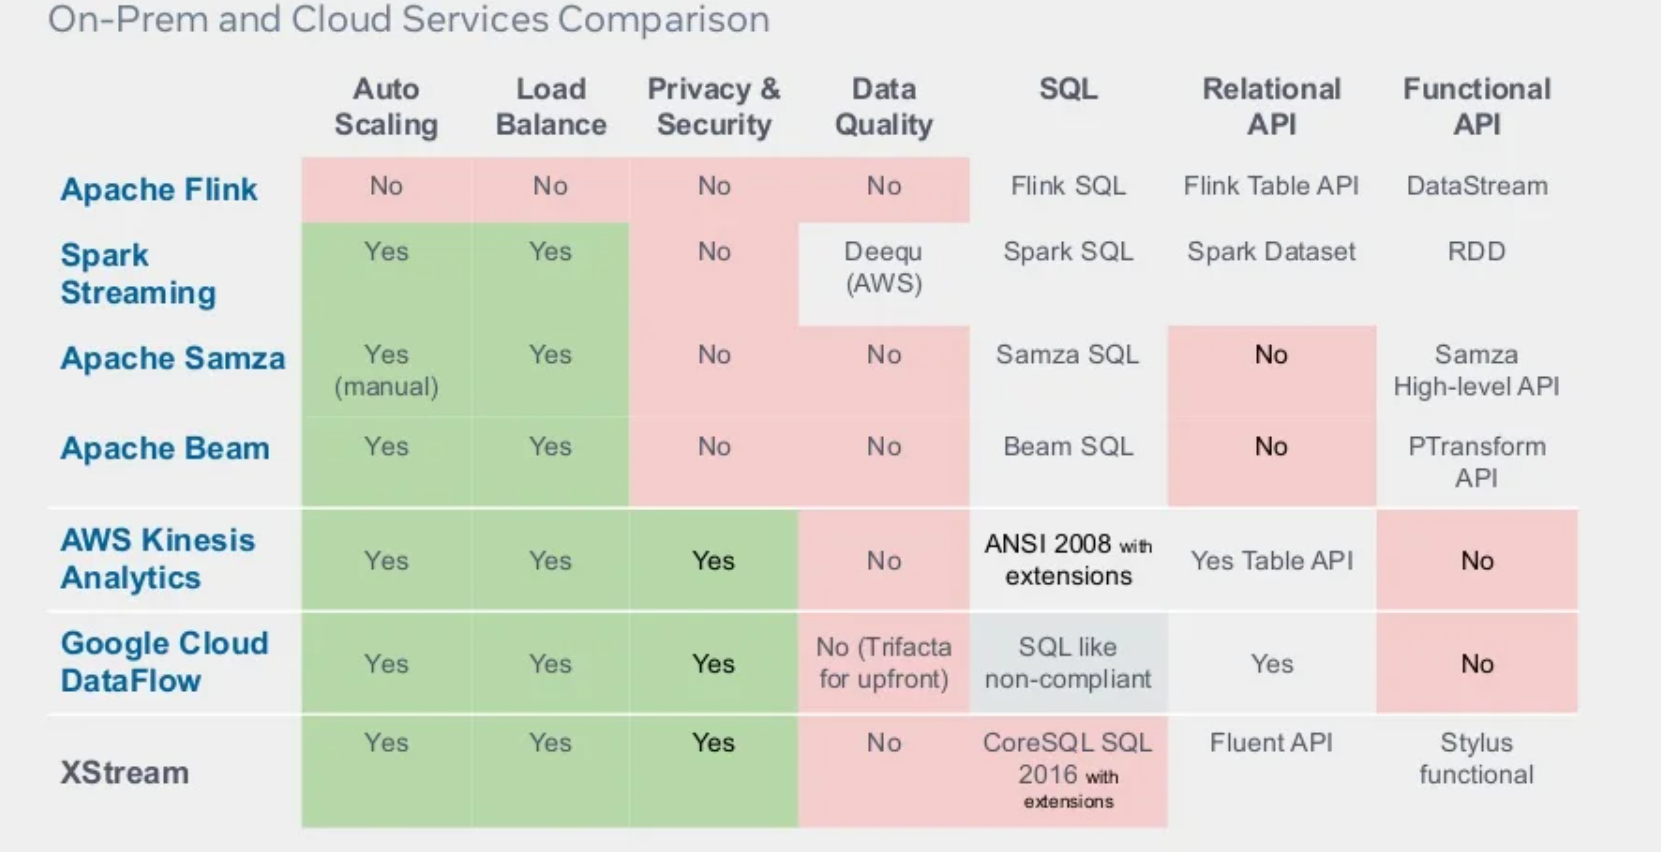 On-Prem and Cloud Services Comparison
Auto Scaling Load Balance Privacy & Security Data Quality SQL Relational API Functional API
Apache Flink No No No No Flink SQL Flink Table API DataStream
Spark Streaming Yes Yes No Deequ (AWS) Spark SQL Spark Dataset RDD
Apache Samza Yes (manual) Yes No No Samza SQL No Samza High-level API
Apache Beam Yes Yes No No Beam SQL No PTransform API
AWS Kinesis Analytics Yes Yes Yes No ANSI 2008 with extensions Yes Table API No
Google Cloud DataFlow Yes Yes Yes No (Trifacta for upfront) SQL like non-compliant Yes No
XStream Yes Yes Yes No CoreSQL SQL 2016 with extensions Fluent API Stylus functional